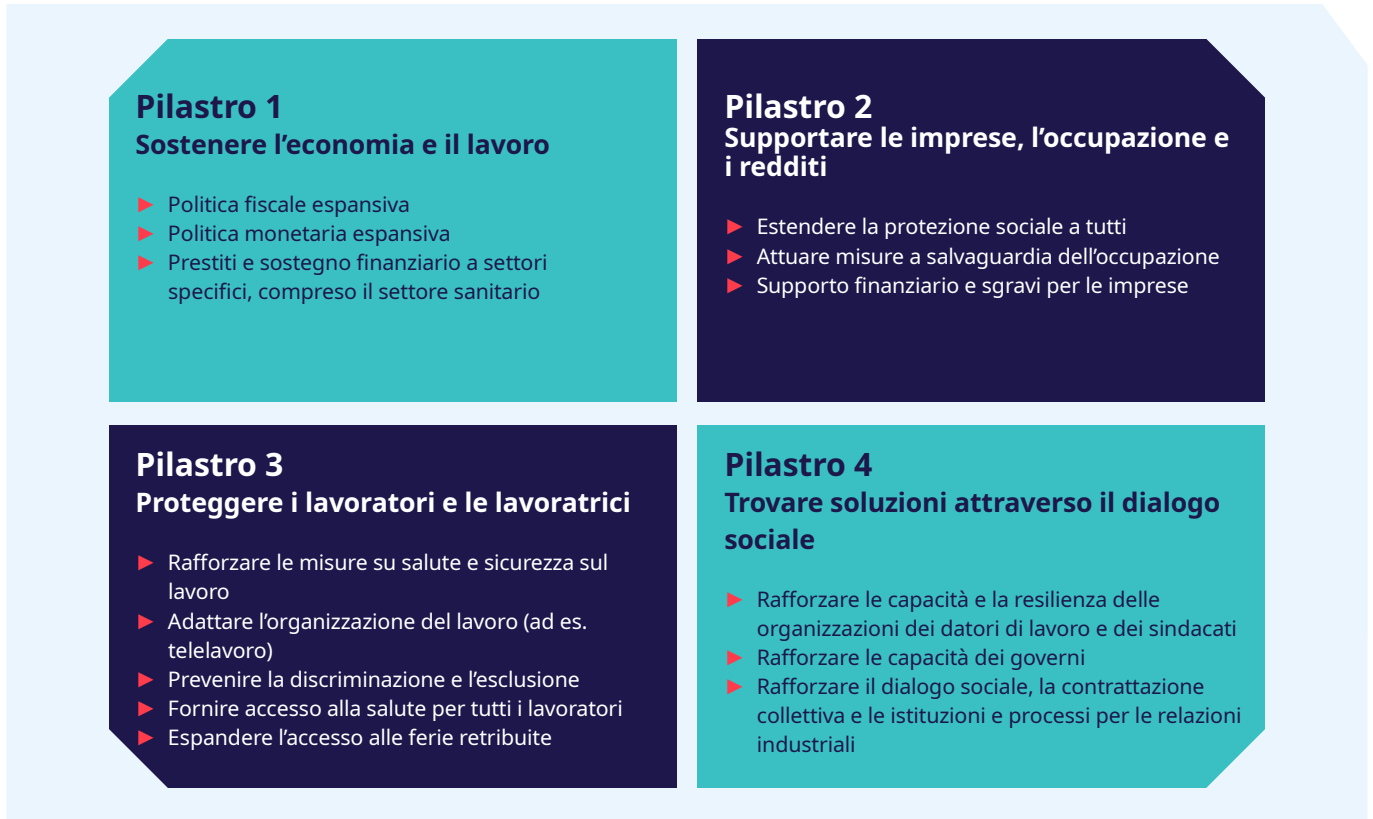 Pilastro 1
Sostenere l’economia e il lavoro
► Politica fiscale espansiva
► Politica monetaria espansiva
► Prestiti e sostegno finanziario a settori
specifici, compreso il settore sanitario
Pilastro 2
Supportare le imprese, l’occupazione e
i redditi
► Estendere la protezione sociale a tutti
► Attuare misure a salvaguardia dell’occupazione
► Supporto finanziario e sgravi per le imprese
Pilastro 3
Proteggere i lavoratori e le lavoratrici
► Rafforzare le misure su salute e sicurezza sul
lavoro
► Adattare l’organizzazione del lavoro (ad es.
telelavoro)
► Prevenire la discriminazione e l’esclusione
► Fornire accesso alla salute per tutti i lavoratori
► Espandere l’accesso alle ferie retribuite
Pilastro 4
Trovare soluzioni attraverso il dialogo
sociale
► Rafforzare le capacità e la resilienza delle
organizzazioni dei datori di lavoro e dei sindacati
► Rafforzare le capacità dei governi
► Rafforzare il dialogo sociale, la contrattazione
collettiva e le istituzioni e processi per le relazioni
industriali